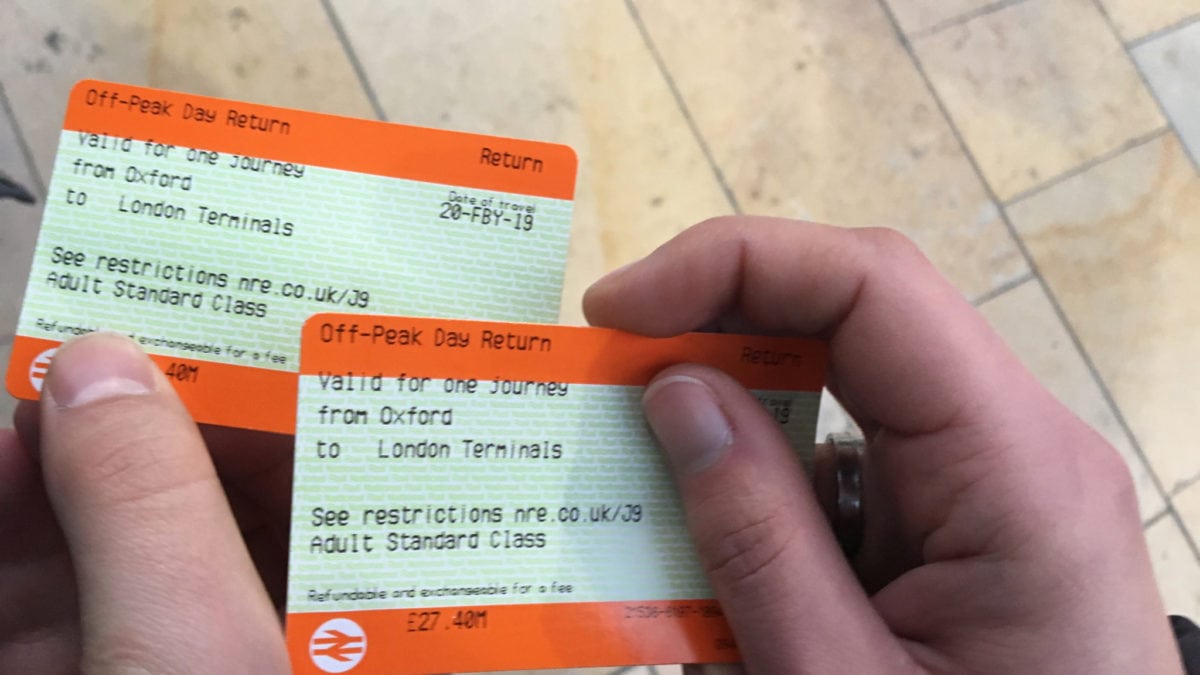 Off-Peak Day Return
Return
Valid for one journey
from Oxford
Date of travel
20-FBY-19
to London Terminals
See restrictions nre.co.uk/J9
Adult Standard Class
Refundable and exchangeable for a fee
.40M
Off-Peak Day Return
Return
Valid for one journey
from Oxford
19
to London Terminals
See restrictions nre.co.uk/J9
Adult Standard Class
Refundable and exchangeable for a fee
£27.40M